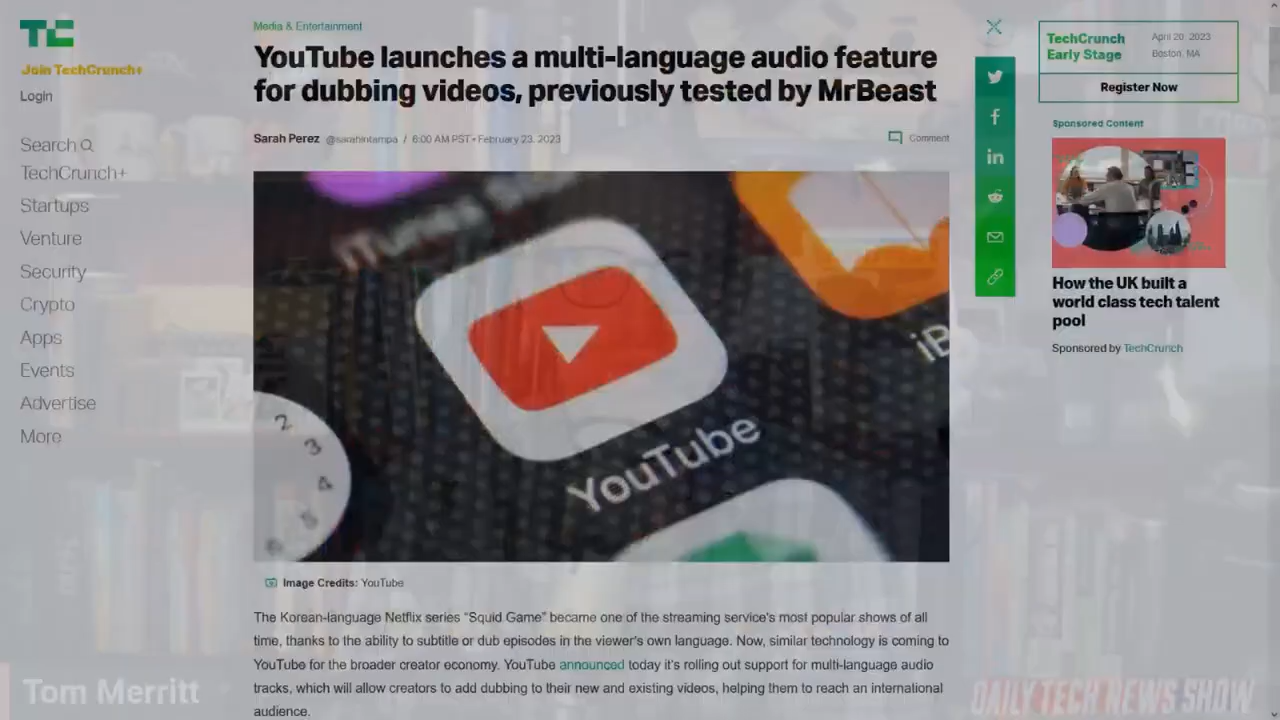 TC
Join TechCrunch+
Login
Search
TechCrunch+
Startups
Venture
Security
Crypto
Apps
Events
Advertise
More
Media & Entertainment
YouTube launches a multi-language audio feature
for dubbing videos, previously tested by MrBeast
Sarah Perez @sarahintampa / 6:00 AM PST • February 23, 2023
Comment
2
3
4
5
6
YouTube
iB
Image Credits: YouTube
The Korean-language Netflix series "Squid Game" became one of the streaming service's most popular shows of all
time, thanks to the ability to subtitle or dub episodes in the viewer's own language. Now, similar technology is coming to
YouTube for the broader creator economy. YouTube announced today it's rolling out support for multi-language audio
tracks, which will allow creators to add dubbing to their new and existing videos, helping them to reach an international
audience.
TechCrunch
Early Stage
April 20, 2023
Boston, MA
Register Now
Sponsored Content
How the UK built a
world class tech talent
pool
Sponsored by TechCrunch
Tom Merritt
DAILY TECH NEWS SHOW